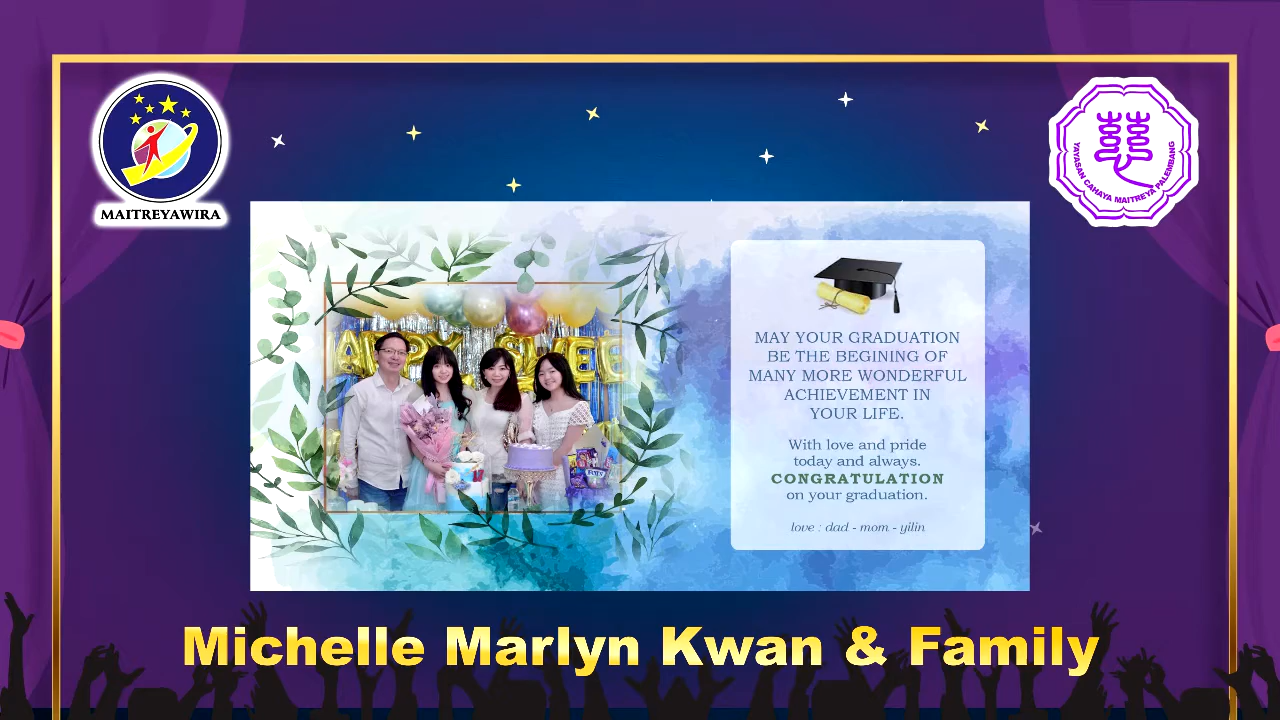 MAITREYAWIRA
YAYASAN CAHAYA MAITREYA PALEMBANG
MAY YOUR GRADUATION
BE THE BEGINING OF
MANY MORE WONDERFUL
ACHIEVEMENT IN
YOUR LIFE.
With love and pride
today and always.
CONGRATULATION
on your graduation.
love : dad - mom - yilin
Michelle Marlyn Kwan & Family